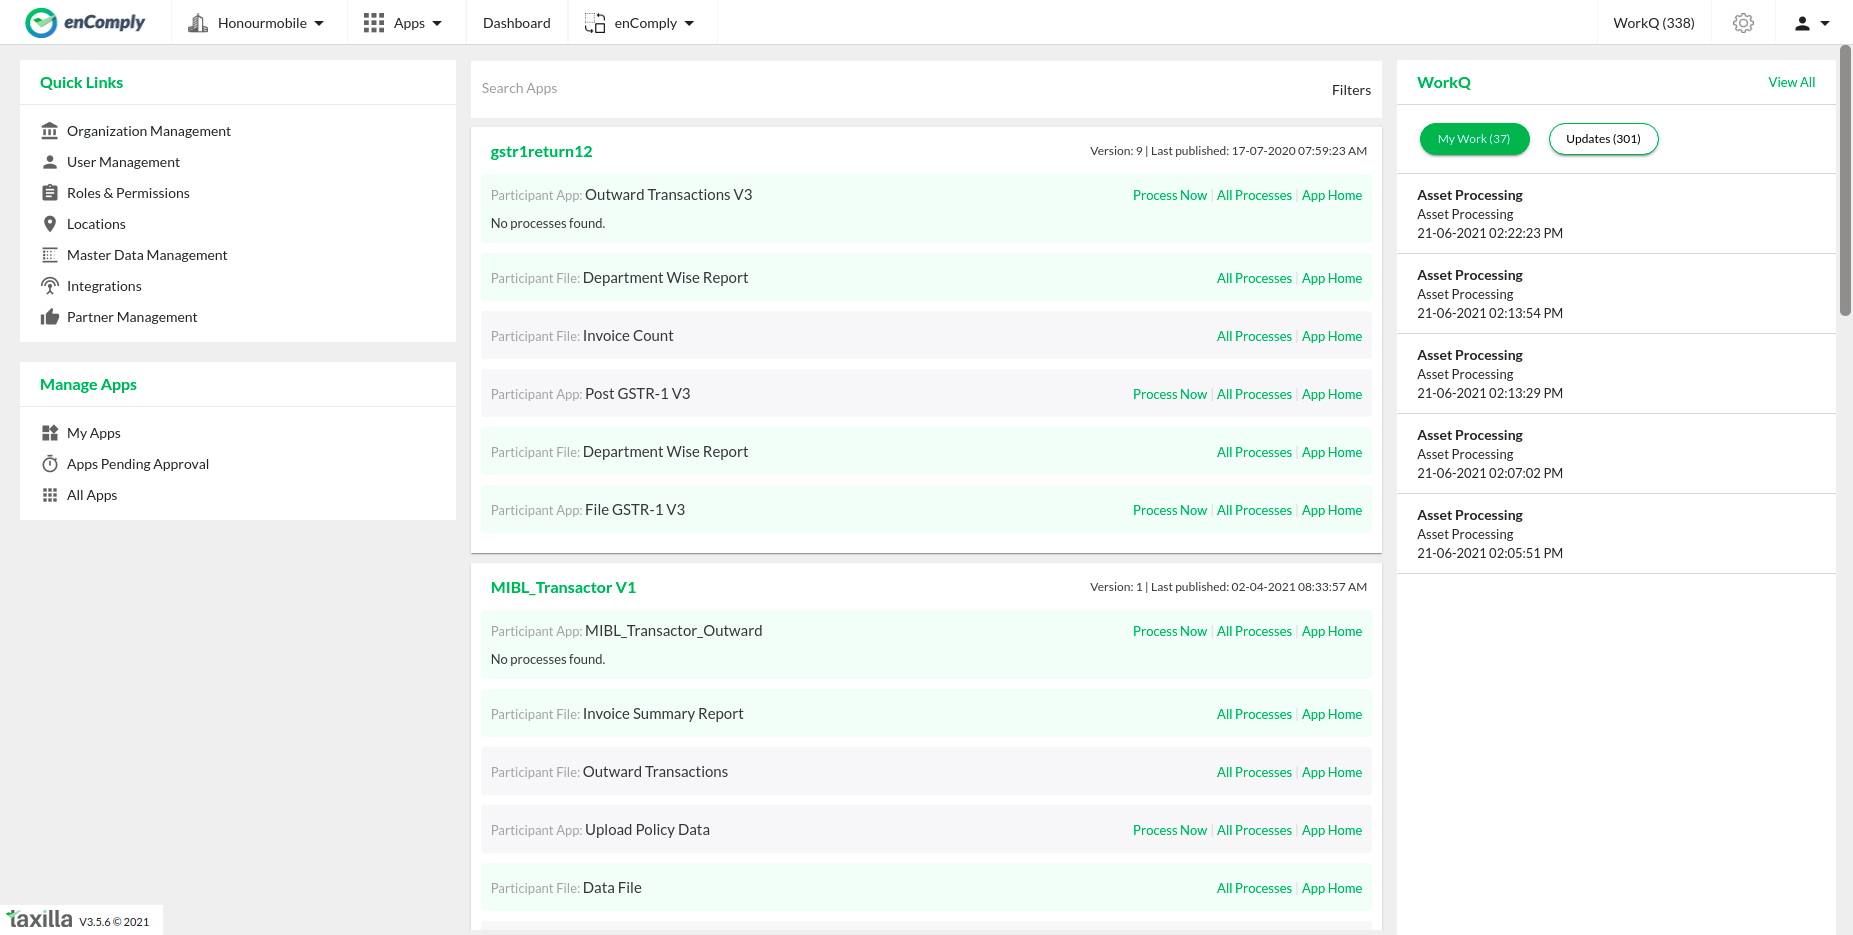 enComply
Honourmobile
Apps
Dashboard
enComply
WorkQ (338)
Quick Links
Organization Management
User Management
Roles & Permissions
Locations
Master Data Management
Integrations
Partner Management
Manage Apps
My Apps
Apps Pending Approval
All Apps
Search Apps
Filters
gstr1return12
Version: 9 | Last published: 17-07-2020 07:59:23 AM
Participant App: Outward Transactions V3
Process Now | All Processes | App Home
No processes found.
Participant File: Department Wise Report
All Processes | App Home
Participant File: Invoice Count
All Processes | App Home
Participant App: Post GSTR-1 V3
Process Now | All Processes | App Home
Participant File: Department Wise Report
All Processes | App Home
Participant App: File GSTR-1 V3
Process Now | All Processes | App Home
MIBL_Transactor V1
Version: 1 | Last published: 02-04-2021 08:33:57 AM
Participant App: MIBL_Transactor_Outward
Process Now | All Processes | App Home
No processes found.
Participant File: Invoice Summary Report
All Processes | App Home
Participant File: Outward Transactions
All Processes | App Home
Participant App: Upload Policy Data
Process Now | All Processes | App Home
Participant File: Data File
All Processes | App Home
WorkQ
View All
My Work (37)
Updates (301)
Asset Processing
Asset Processing
21-06-2021 02:22:23 PM
Asset Processing
Asset Processing
21-06-2021 02:13:54 PM
Asset Processing
Asset Processing
21-06-2021 02:13:29 PM
Asset Processing
Asset Processing
21-06-2021 02:07:02 PM
Asset Processing
Asset Processing
21-06-2021 02:05:51 PM
taxilla V3.5.6 © 2021